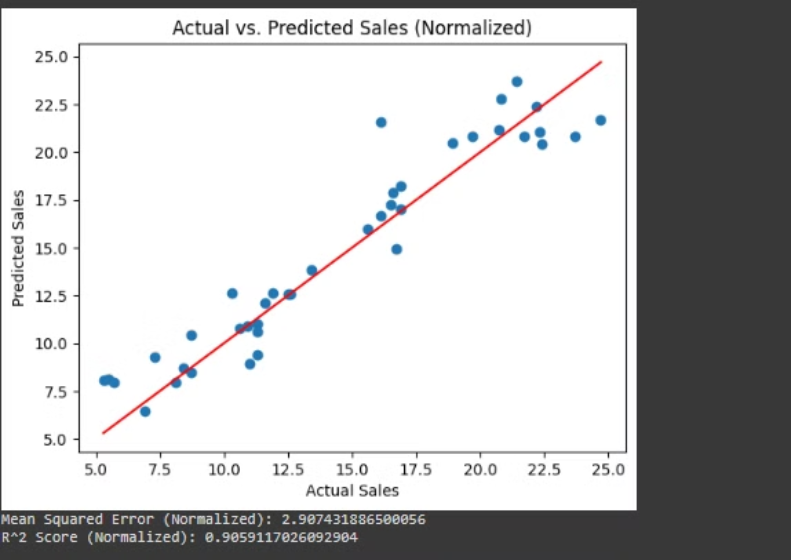 Actual vs. Predicted Sales (Normalized)
25.0
22.5
20.0
17.5
15.0
12.5
10.0
7.5
5.0
Predicted Sales
5.0 7.5 10.0 12.5 15.0 17.5 20.0 22.5 25.0
Actual Sales
Mean Squared Error (Normalized): 2.907431886500056
R^2 Score (Normalized): 0.9059117026092904